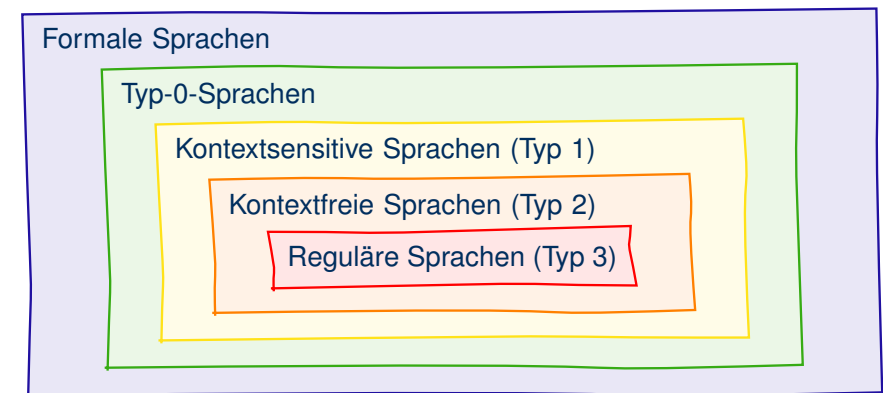 Formale Sprachen
Typ-0-Sprachen
Kontextsensitive Sprachen (Typ 1)
Kontextfreie Sprachen (Typ 2)
Reguläre Sprachen (Typ 3)